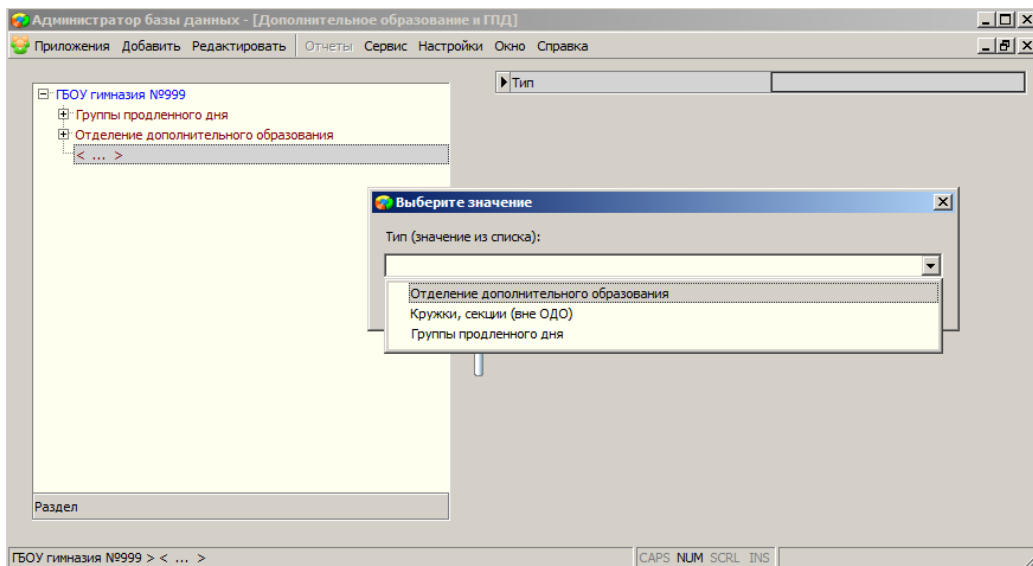 Администратор базы данных - [Дополнительное образование и ГПД]
Приложения Добавить Редактировать Отчеты Сервис Настройки Окно Справка
ГБОУ гимназия №999
Группы продленного дня
Отделение дополнительного образования
< ... >
Тип
Выберите значение
Тип (значение из списка):
Отделение дополнительного образования
Кружки, секции (вне ОДО)
Группы продленного дня
Раздел
ГБОУ гимназия №999 > < ... > CAPS NUM SCRL INS